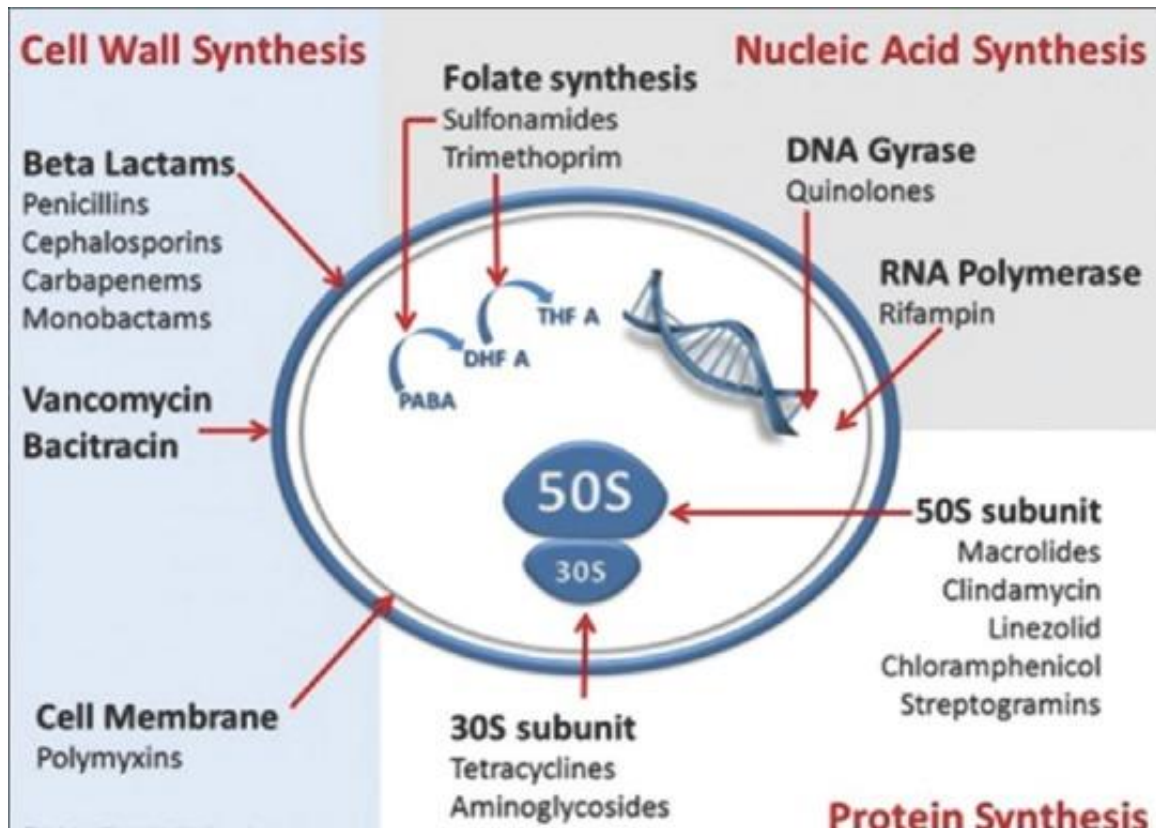 Cell Wall Synthesis
Nucleic Acid Synthesis
Folate synthesis
Sulfonamides
Trimethoprim
Beta Lactams
Penicillins
Cephalosporins
Carbapenems
Monobactams
DNA Gyrase
Quinolones
RNA Polymerase
Rifampin
THF A
DHF A
PABA
Vancomycin
Bacitracin
50S
30S
50S subunit
Macrolides
Clindamycin
Linezolid
Chloramphenicol
Streptogramins
Cell Membrane
Polymyxins
30S subunit
Tetracyclines
Aminoglycosides
Protein Synthesis